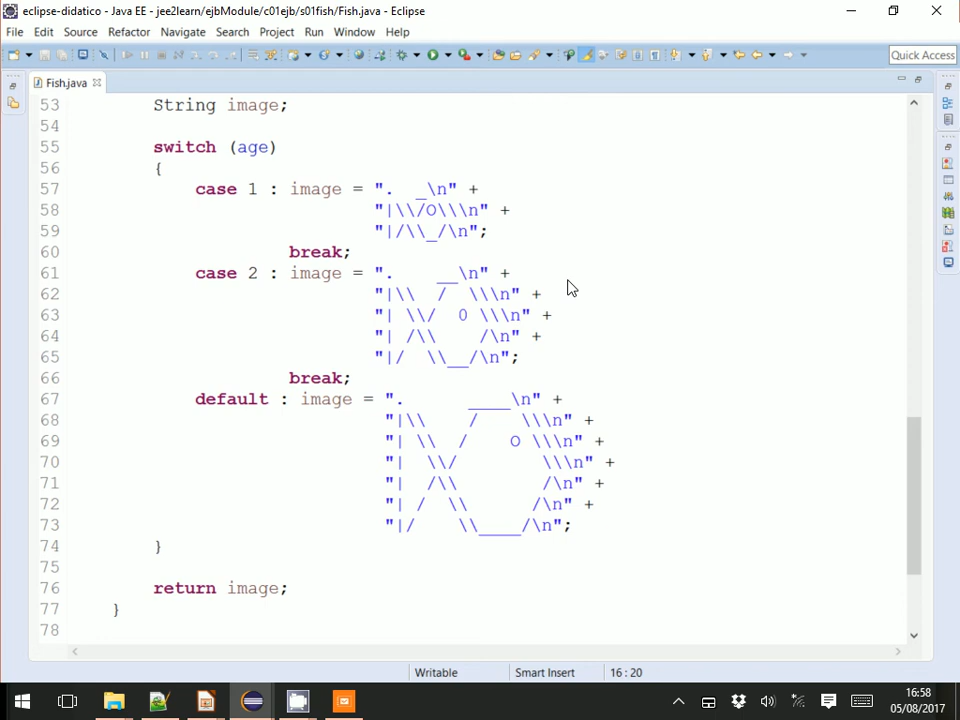 eclipse-didatico - Java EE - jee2learn/ejbModule/c01ejb/s01fish/Fish.java - Eclipse
File Edit Source Refactor Navigate Search Project Run Window Help
Quick Access
Fish.java
53         String image;
54
55         switch (age)
56         {
57             case 1 : image = ".  _\n" +
58                              "|\\/O\\\n" +
59                              "|/\\_/\n";
60                      break;
61             case 2 : image = ".   __\n" +
62                              "|\\  /  \\\n" +
63                              "| \\/  0 \\\n" +
64                              "| /\\    /\n" +
65                              "|/  \\__/\n";
66                      break;
67             default : image = ".      ____\n" +
68                               "|\\    /    \\\n" +
69                               "| \\  /    O \\\n" +
70                               "|  \\/        \\\n" +
71                               "|  /\\        /\n" +
72                               "| /  \\      /\n" +
73                               "|/    \\____/\n";
74         }
75
76         return image;
77     }
78
Writable Smart Insert 16 : 20
16:58
05/08/2017